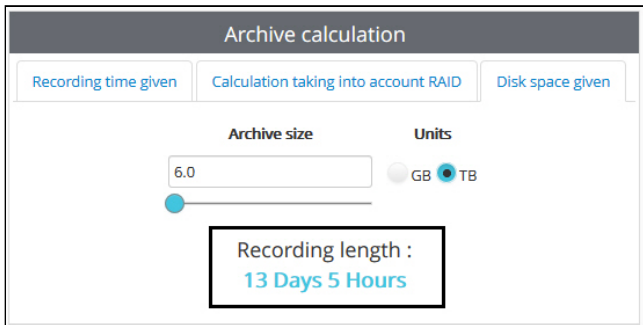 Archive calculation
Recording time given
Calculation taking into account RAID
Disk space given
Archive size
Units
6.0
GB
TB
Recording length :
13 Days 5 Hours